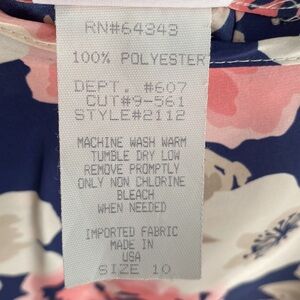 RN#64343
100% POLYESTER
DEPT. #607
CUT#9-561
STYLE#2112
MACHINE WASH WARM
TUMBLE DRY LOW
REMOVE PROMPTLY
ONLY NON CHLORINE
BLEACH
WHEN NEEDED
IMPORTED FABRIC
MADE IN
USA
SIZE 10